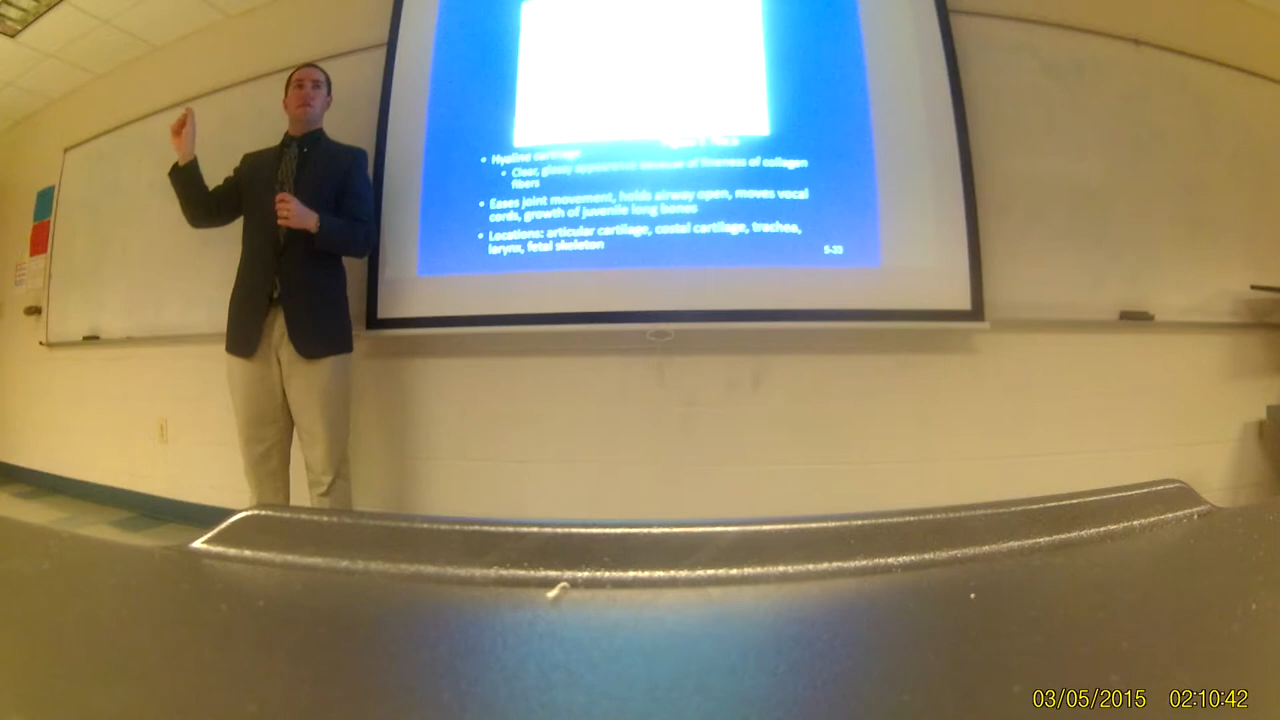 • Hyaline cartilage
• Clear, glassy appearance because of fineness of collagen
fibers
• Eases joint movement, holds airway open, moves vocal
cords, growth of juvenile long bones
• Locations: articular cartilage, costal cartilage, trachea,
larynx, fetal skeleton
03/05/2015 02:10:42